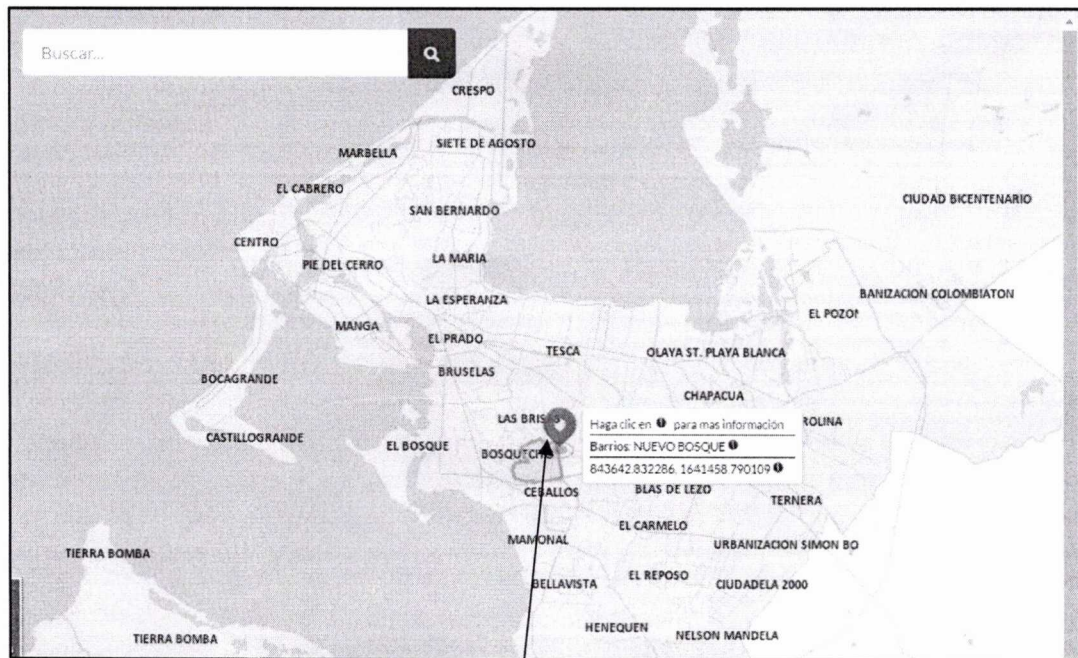 Buscar...
CRESPO
SIETE DE AGOSTO
MARBELLA
EL CABRERO
CIUDAD BICENTENARIO
SAN BERNARDO
CENTRO
LA MARIA
PIE DEL CERRO
BANIZACION COLOMBIATON
LA ESPERANZA
EL POZON
MANGA
EL PRADO
TESCA
OLAYA ST. PLAYA BLANCA
BRUSELAS
BOCAGRANDE
CHAPACUA
LAS BRISAS
Haga clic en para mas información
ROLINA
CASTILLOGRANDE
EL BOSQUE
Barrios: NUEVO BOSQUE
BOSQUECITO
843642.832286, 1641458.790109
CEBALLOS
BLAS DE LEZO
TERNERA
EL CARMELO
MAMONAL
URBANIZACION SIMON BO
TIERRA BOMBA
EL REPOSO
BELLAVISTA
CIUDADELA 2000
HENEQUEN
NELSON MANDELA
TIERRA BOMBA